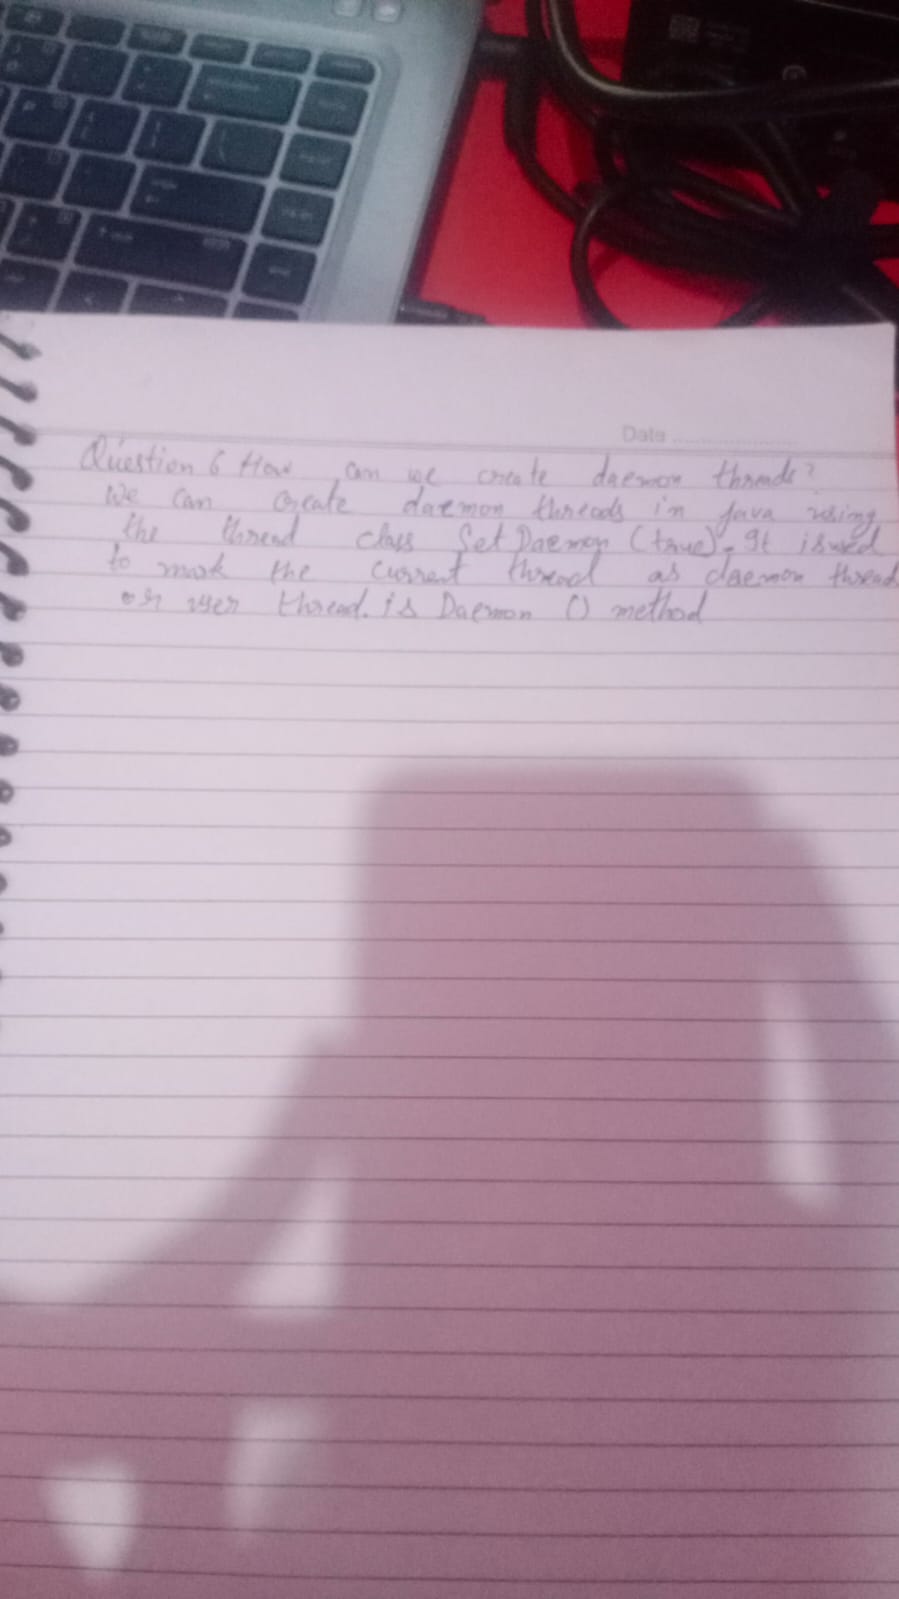 Date
Question 6 How can we create daemon threads?
We can create daemon threads in java using
the thread class Set Daemon (true). It is used
to mark the current thread as daemon thread
or user thread. is Daemon () method